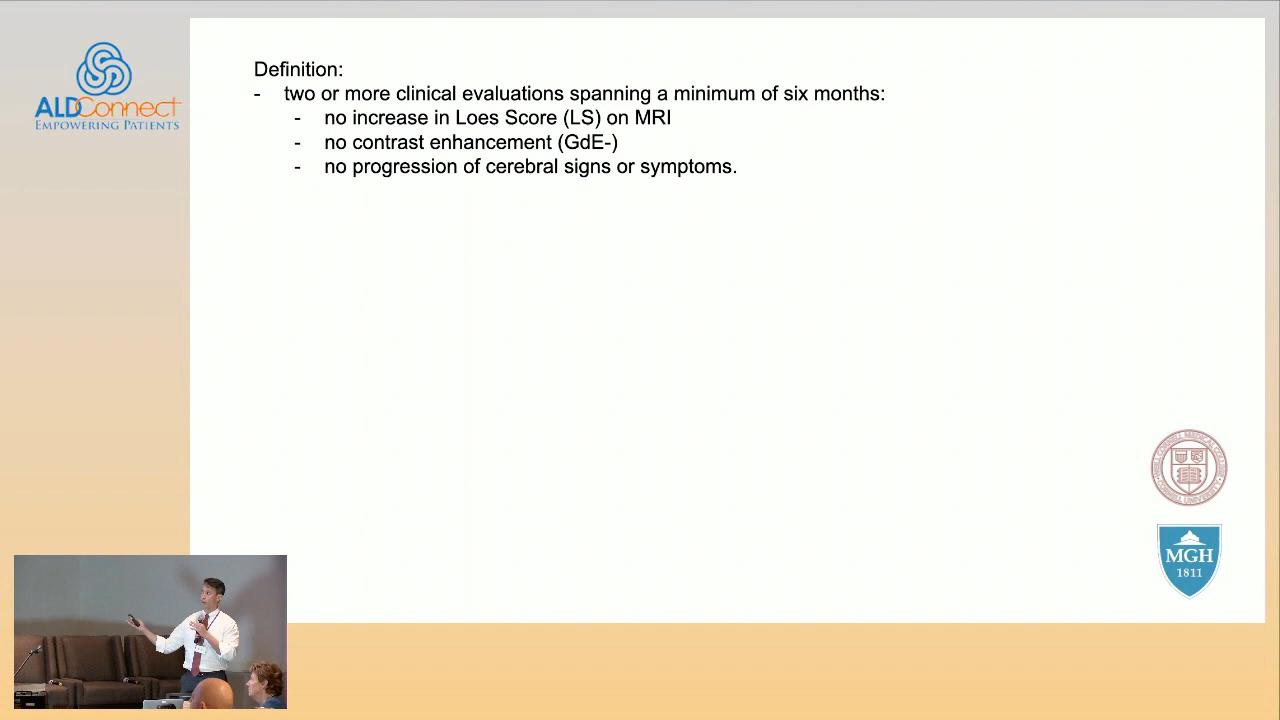 ALDConnect
EMPOWERING PATIENTS
Definition:
- two or more clinical evaluations spanning a minimum of six months:
- no increase in Loes Score (LS) on MRI
- no contrast enhancement (GdE-)
- no progression of cerebral signs or symptoms.
MGH
1811